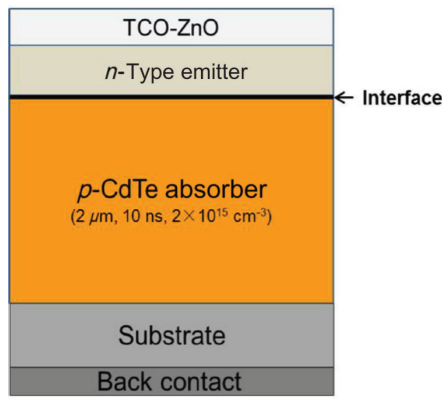 TCO-ZnO
n-Type emitter
Interface
p-CdTe absorber
(2 μm, 10 ns, 2×10¹⁵ cm⁻³)
Substrate
Back contact